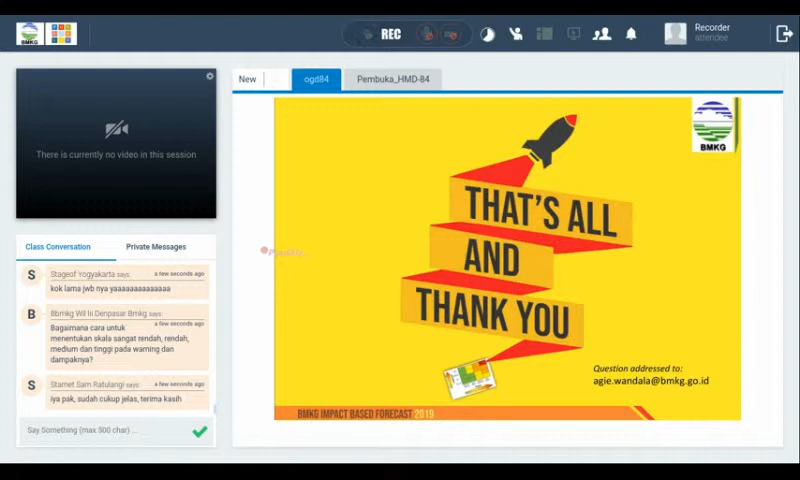 BMKG
REC
Recorder
attendee
New
ogd84
Pembuka_HMD-84
There is currently no video in this session
Class Conversation
Private Messages
S
Stageof Yogyakarta says:
a few seconds ago
kok lama jwb nya yaaaaaaaaaaaaaa
B
Bbmkg Wil Iii Denpasar Bmkg says:
a few seconds ago
Bagaimana cara untuk
menentukan skala sangat rendah, rendah,
medium dan tinggi pada warning dan
dampaknya?
S
Stamet Sam Ratulangi says:
a few seconds ago
iya pak, sudah cukup jelas, terima kasih
Say Something (max 500 char) ...
BMKG
THAT'S ALL
AND
THANK YOU
Question addressed to:
agie.wandala@bmkg.go.id
BMKG IMPACT BASED FORECAST 2019